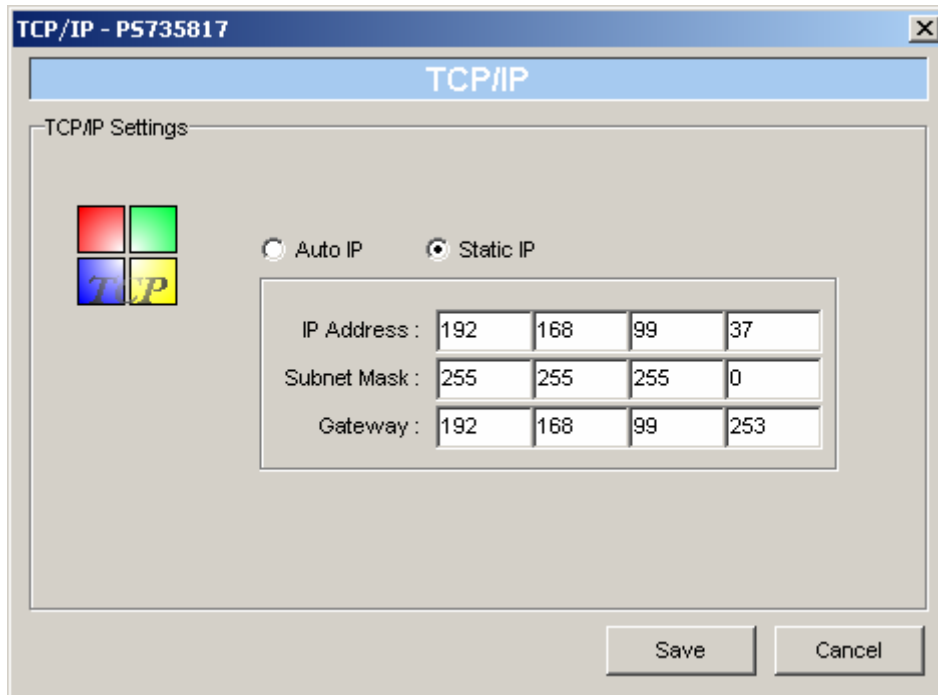 TCP/IP - PS735817
TCP/IP
TCP/IP Settings
TCP
Auto IP Static IP
IP Address : 192 168 99 37
Subnet Mask : 255 255 255 0
Gateway : 192 168 99 253
Save Cancel